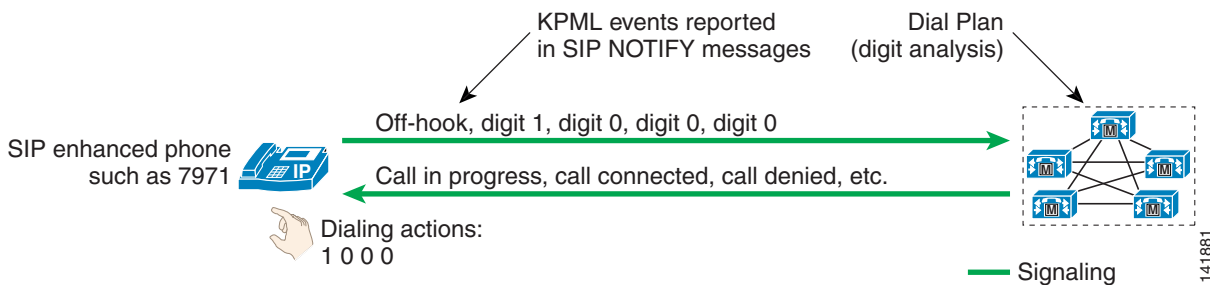 KPML events reported
in SIP NOTIFY messages
Dial Plan
(digit analysis)
Off-hook, digit 1, digit 0, digit 0, digit 0
SIP enhanced phone
such as 7971
IP
Call in progress, call connected, call denied, etc.
M
M
M
M
M
Dialing actions:
1 0 0 0
Signaling
141881